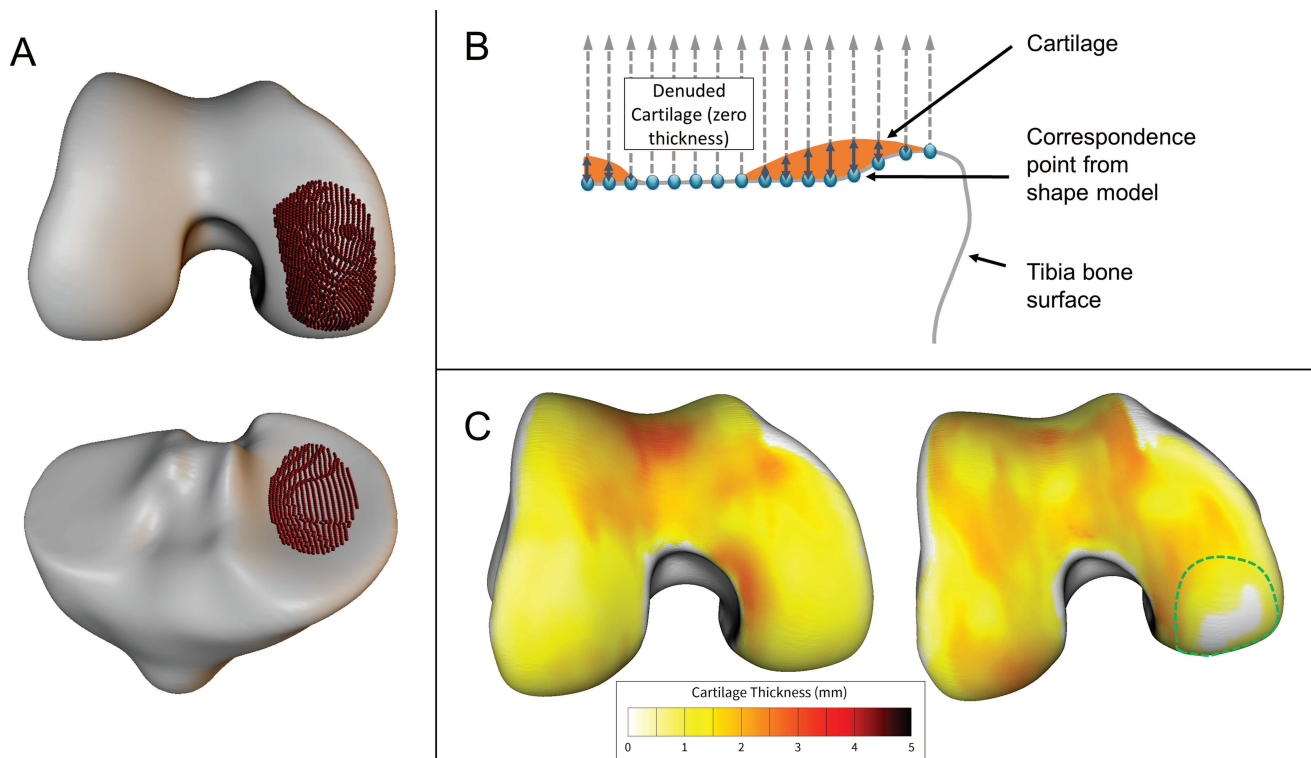 A
B
Denuded
Cartilage (zero
thickness)
Cartilage
Correspondence
point from
shape model
Tibia bone
surface
C
Cartilage Thickness (mm)
0 1 2 3 4 5